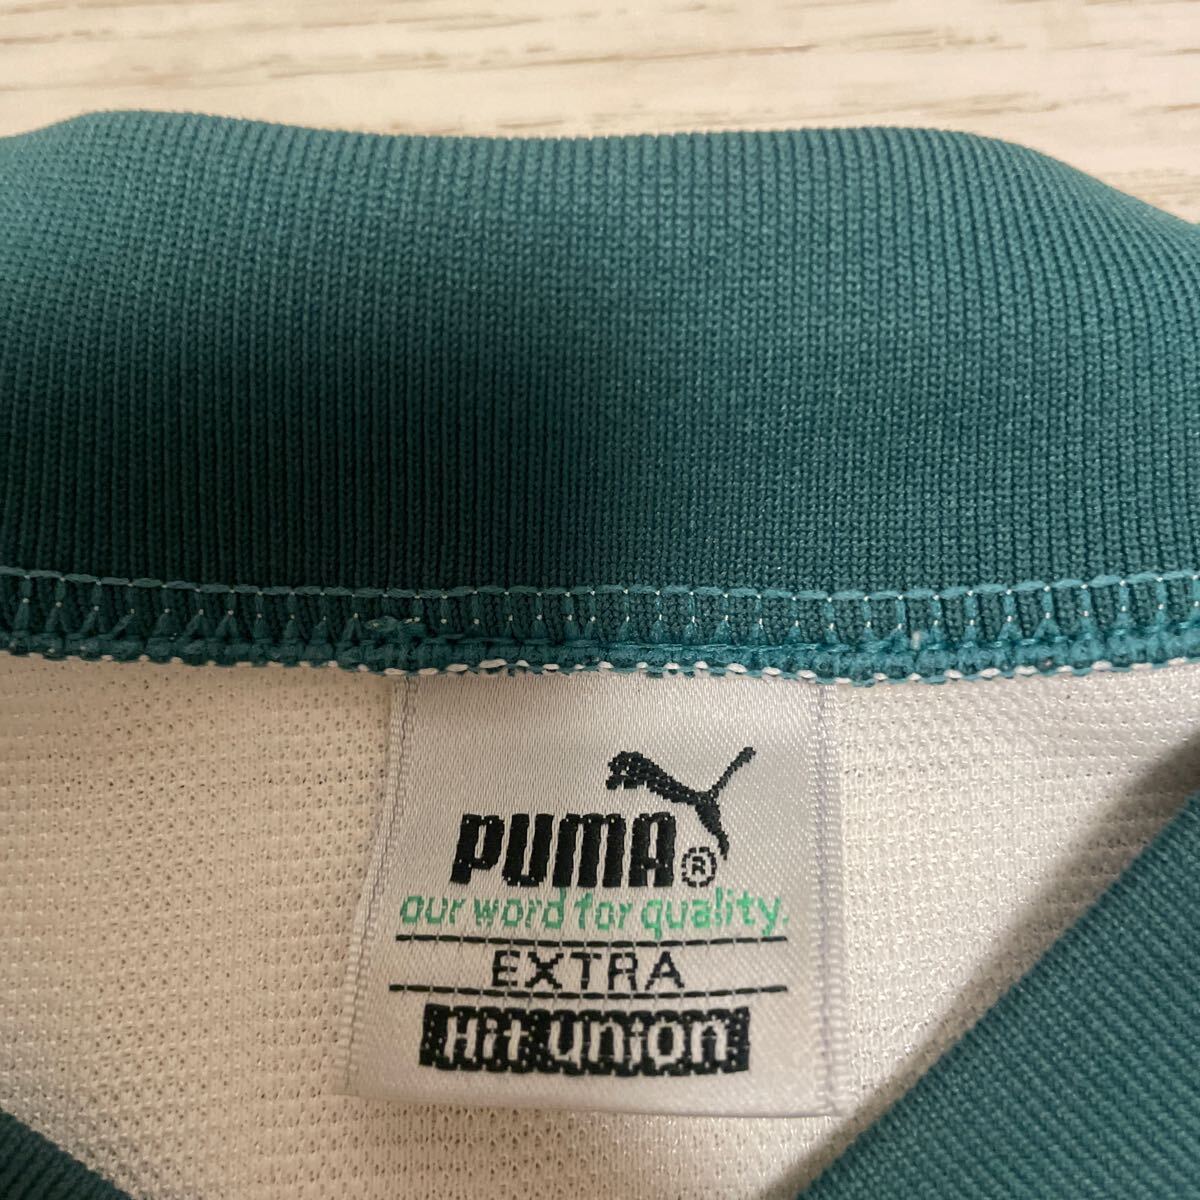 PUMA®
our word for quality.
EXTRA
Hit union